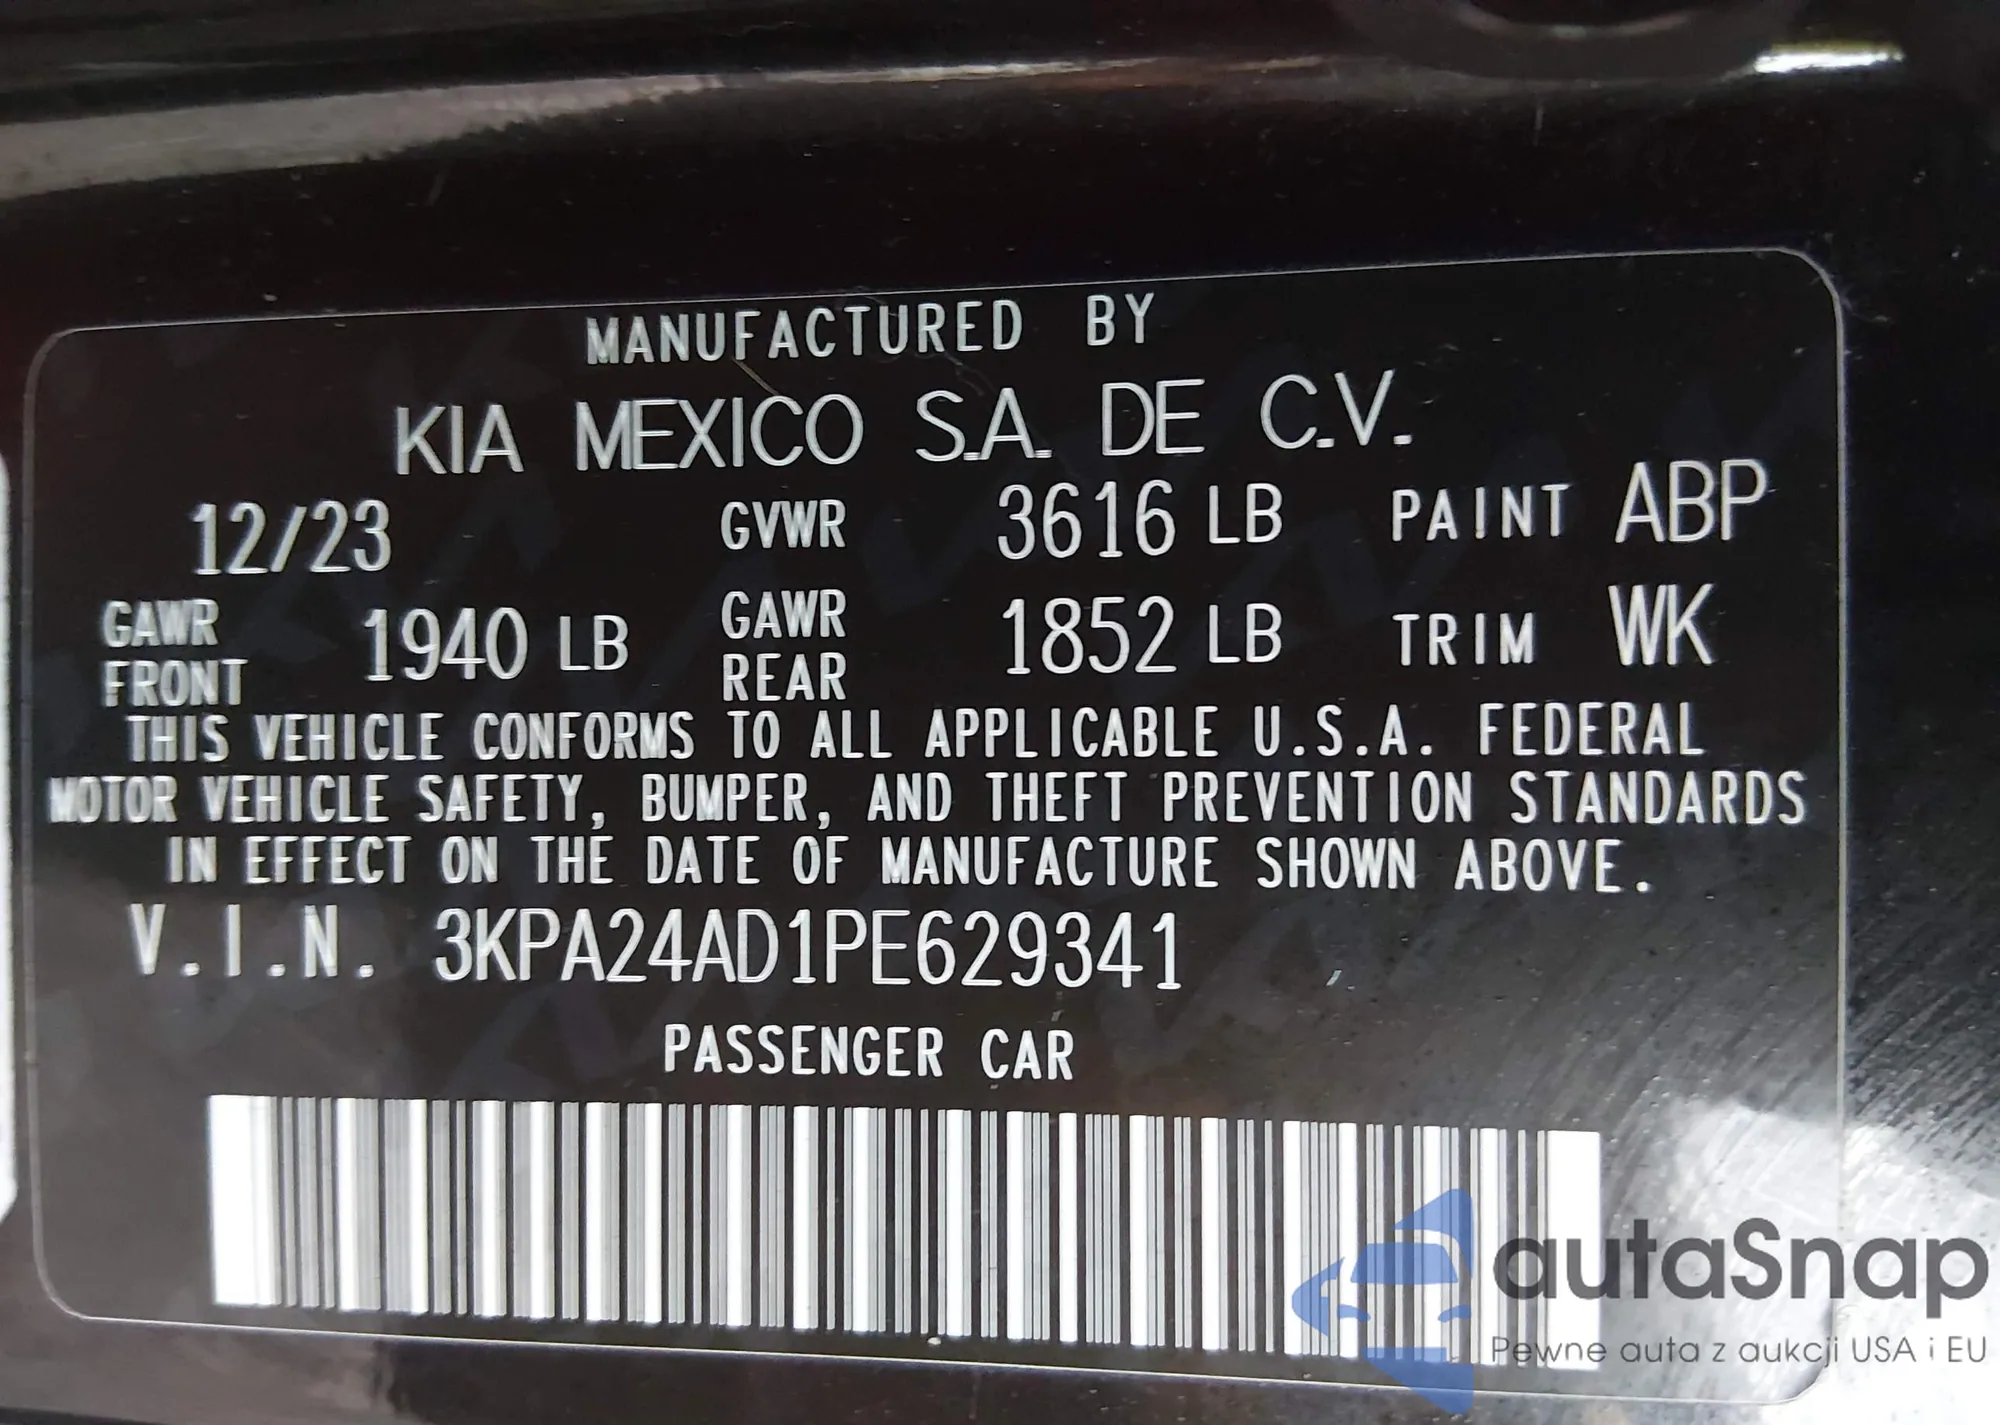 MANUFACTURED BY
KIA MEXICO S.A. DE C.V.
12/23 GVWR 3616 LB PAINT ABP
GAWR FRONT 1940 LB GAWR REAR 1852 LB TRIM WK
THIS VEHICLE CONFORMS TO ALL APPLICABLE U.S.A. FEDERAL
MOTOR VEHICLE SAFETY, BUMPER, AND THEFT PREVENTION STANDARDS
IN EFFECT ON THE DATE OF MANUFACTURE SHOWN ABOVE.
V.I.N. 3KPA24AD1PE629341
PASSENGER CAR
autaSnap
Pewne auta z aukcji USA i EU